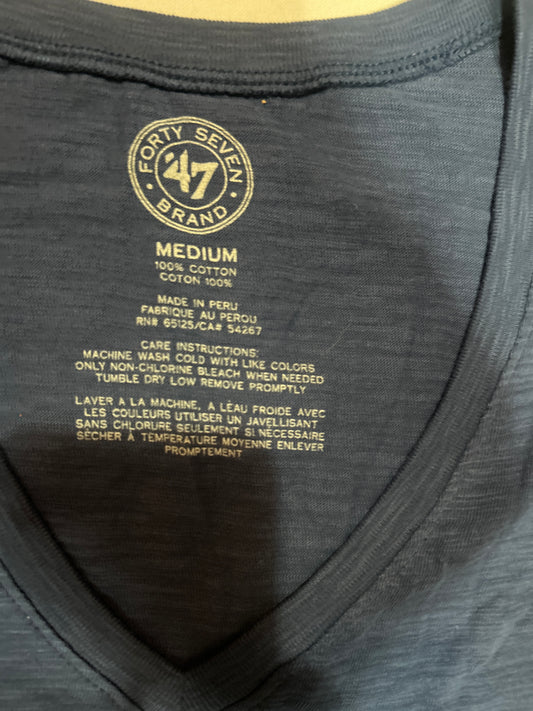 FORTY SEVEN
'47
BRAND
MEDIUM
100% COTTON
COTON 100%
MADE IN PERU
FABRIQUE AU PEROU
RN# 65125/CA# 54267
CARE INSTRUCTIONS:
MACHINE WASH COLD WITH LIKE COLORS
ONLY NON-CHLORINE BLEACH WHEN NEEDED
TUMBLE DRY LOW REMOVE PROMPTLY
LAVER A LA MACHINE, A LÉAU FROIDE AVEC
LES COULEURS UTILISER UN JAVELLISANT
SANS CHLORURE SEULEMENT SI NÉCESSAIRE
SÉCHER À TEMPÉRATURE MOYENNE ENLEVER
PROMPTEMENT